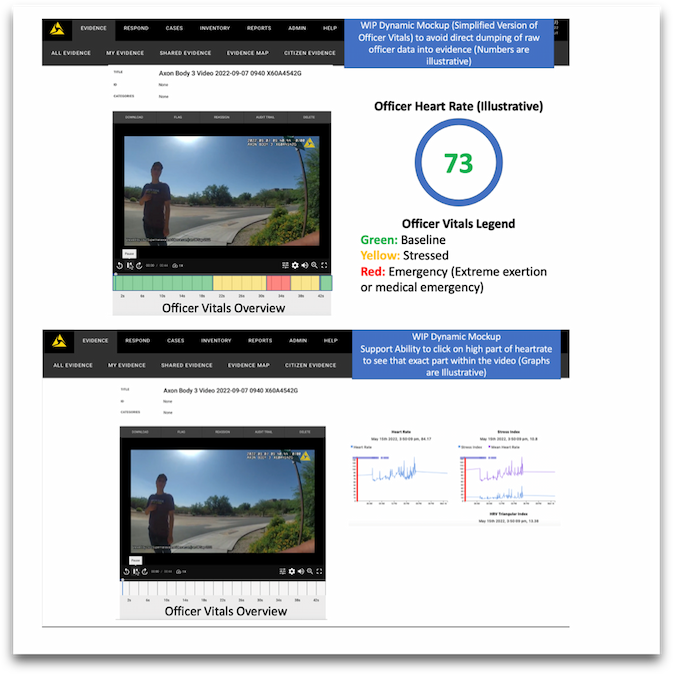 EVIDENCE RESPOND CASES INVENTORY REPORTS ADMIN HELP
ALL EVIDENCE MY EVIDENCE SHARED EVIDENCE EVIDENCE MAP CITIZEN EVIDENCE
WIP Dynamic Mockup (Simplified Version of
Officer Vitals) to avoid direct dumping of raw
officer data into evidence (Numbers are
illustrative)
TITLE Axon Body 3 Video 2022-09-07 0940 X60A4542G
ID None
CATEGORIES None
DOWNLOAD FLAG REDACTION AUDIT TRAIL DELETE
Pause
2s 6s 10s 14s 18s 22s 26s 30s 34s 38s 42s
Officer Vitals Overview
Officer Heart Rate (Illustrative)
73
Officer Vitals Legend
Green: Baseline
Yellow: Stressed
Red: Emergency (Extreme exertion
or medical emergency)
EVIDENCE RESPOND CASES INVENTORY REPORTS ADMIN HELP
ALL EVIDENCE MY EVIDENCE SHARED EVIDENCE EVIDENCE MAP CITIZEN EVIDENCE
WIP Dynamic Mockup
Support Ability to click on high part of heartrate
to see that exact part within the video (Graphs
are Illustrative)
TITLE Axon Body 3 Video 2022-09-07 0940 X60A4542G
ID None
CATEGORIES None
DOWNLOAD FLAG REDACTION AUDIT TRAIL DELETE
Pause
2s 6s 10s 14s 18s 22s 26s 30s 34s 38s 42s
Officer Vitals Overview
Heart Rate
May 15th 2022, 3:50:09 pm, 84.17
Heart Rate
Stress Index
May 15th 2022, 3:50:09 pm, 10.8
Stress Index Mean Heart Rate
HRV Triangular Index
May 15th 2022, 3:50:09 pm, 13.38